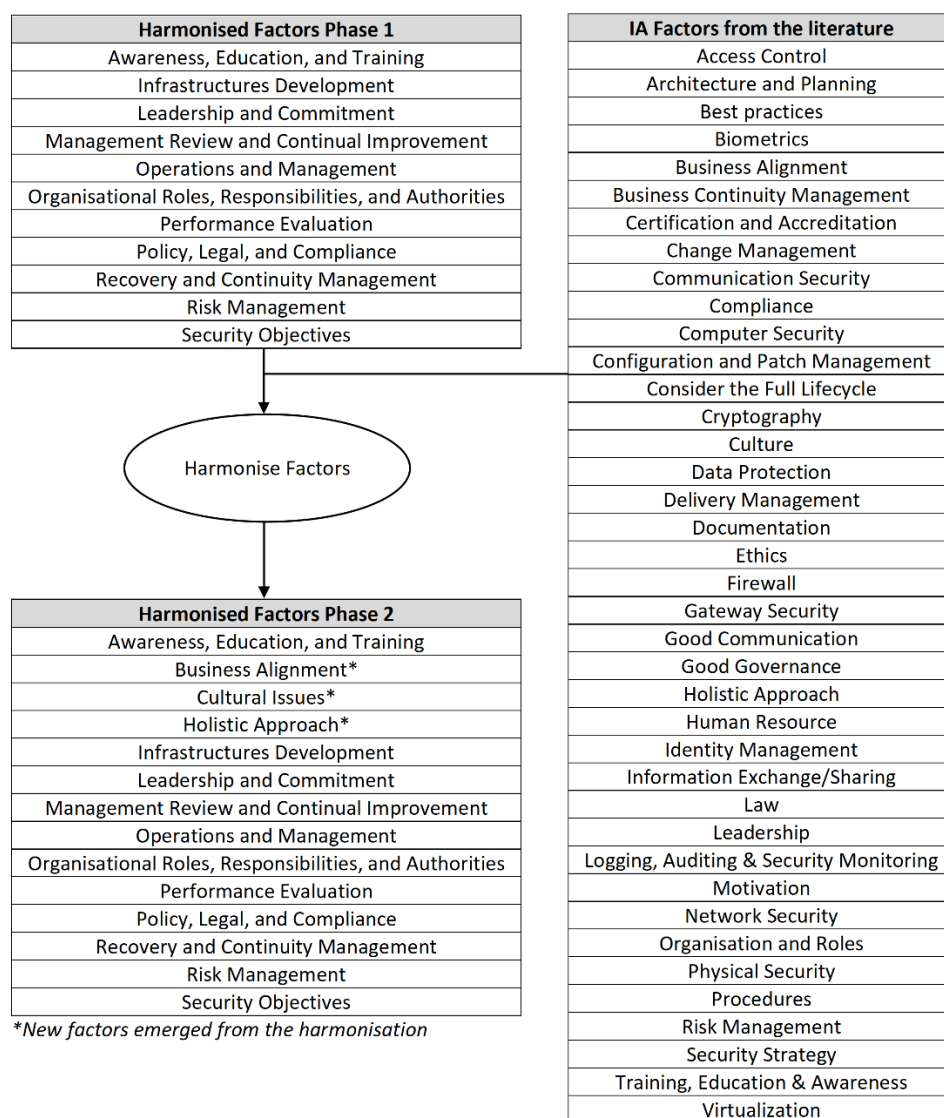 Harmonised Factors Phase 1
Awareness, Education, and Training
Infrastructures Development
Leadership and Commitment
Management Review and Continual Improvement
Operations and Management
Organisational Roles, Responsibilities, and Authorities
Performance Evaluation
Policy, Legal, and Compliance
Recovery and Continuity Management
Risk Management
Security Objectives
Harmonise Factors
Harmonised Factors Phase 2
Awareness, Education, and Training
Business Alignment*
Cultural Issues*
Holistic Approach*
Infrastructures Development
Leadership and Commitment
Management Review and Continual Improvement
Operations and Management
Organisational Roles, Responsibilities, and Authorities
Performance Evaluation
Policy, Legal, and Compliance
Recovery and Continuity Management
Risk Management
Security Objectives
*New factors emerged from the harmonisation
IA Factors from the literature
Access Control
Architecture and Planning
Best practices
Biometrics
Business Alignment
Business Continuity Management
Certification and Accreditation
Change Management
Communication Security
Compliance
Computer Security
Configuration and Patch Management
Consider the Full Lifecycle
Cryptography
Culture
Data Protection
Delivery Management
Documentation
Ethics
Firewall
Gateway Security
Good Communication
Good Governance
Holistic Approach
Human Resource
Identity Management
Information Exchange/Sharing
Law
Leadership
Logging, Auditing & Security Monitoring
Motivation
Network Security
Organisation and Roles
Physical Security
Procedures
Risk Management
Security Strategy
Training, Education & Awareness
Virtualization